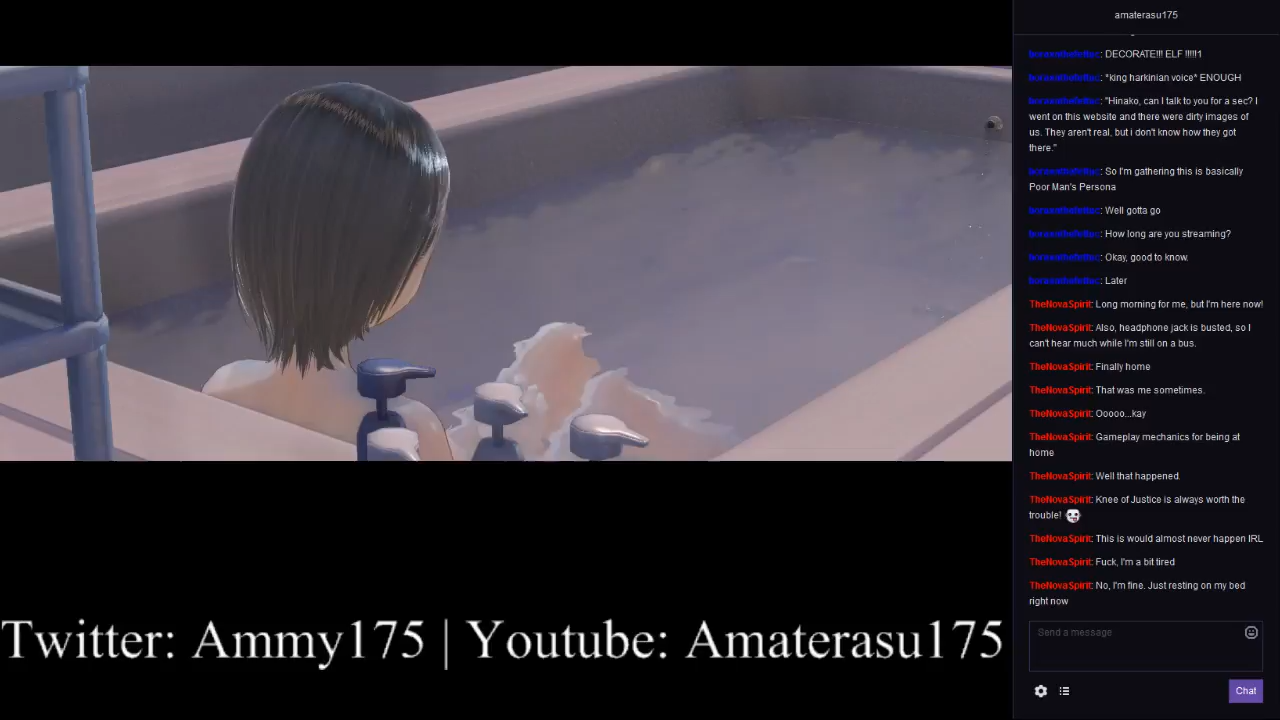 amaterasu175
: DECORATE!!! ELF !!!!!1
: *king harkinian voice* ENOUGH
: "Hinako, can I talk to you for a sec? I
went on this website and there were dirty images of
us. They aren't real, but i don't know how they got
there."
: So I'm gathering this is basically
Poor Man's Persona
: Well gotta go
: How long are you streaming?
: Okay, good to know.
: Later
TheNovaSpirit: Long morning for me, but I'm here now!
TheNovaSpirit: Also, headphone jack is busted, so I
can't hear much while I'm still on a bus.
TheNovaSpirit: Finally home
TheNovaSpirit: That was me sometimes.
TheNovaSpirit: Ooooo...kay
TheNovaSpirit: Gameplay mechanics for being at
home
TheNovaSpirit: Well that happened.
TheNovaSpirit: Knee of Justice is always worth the
trouble!
TheNovaSpirit: This is would almost never happen IRL
TheNovaSpirit: Fuck, I'm a bit tired
TheNovaSpirit: No, I'm fine. Just resting on my bed
right now
Send a message
Chat
Twitter: Ammy175 | Youtube: Amaterasu175